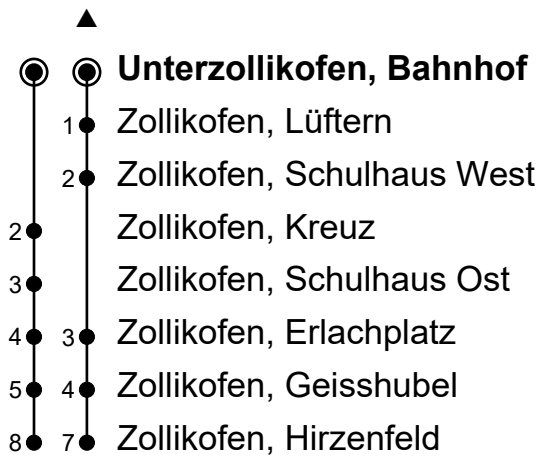 ▲
Unterzollikofen, Bahnhof
1 Zollikofen, Lüftern
2 Zollikofen, Schulhaus West
2 Zollikofen, Kreuz
3 Zollikofen, Schulhaus Ost
4 3 Zollikofen, Erlachplatz
5 4 Zollikofen, Geisshubel
8 7 Zollikofen, Hirzenfeld